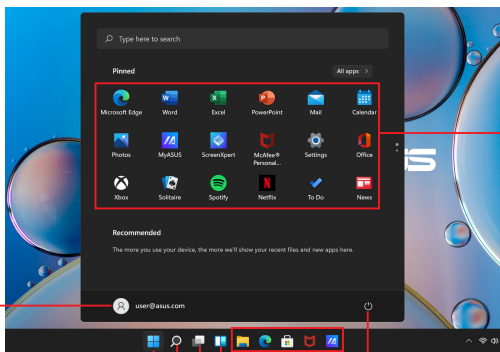 Type here to search
Pinned
All apps >
Microsoft Edge Word Excel PowerPoint Mail Calendar
Photos MyASUS ScreenXpert McAfee® Personal... Settings Office
Xbox Solitaire Spotify Netflix To Do News
Recommended
The more you use your device, the more we'll show your recent files and new apps here.
user@asus.com